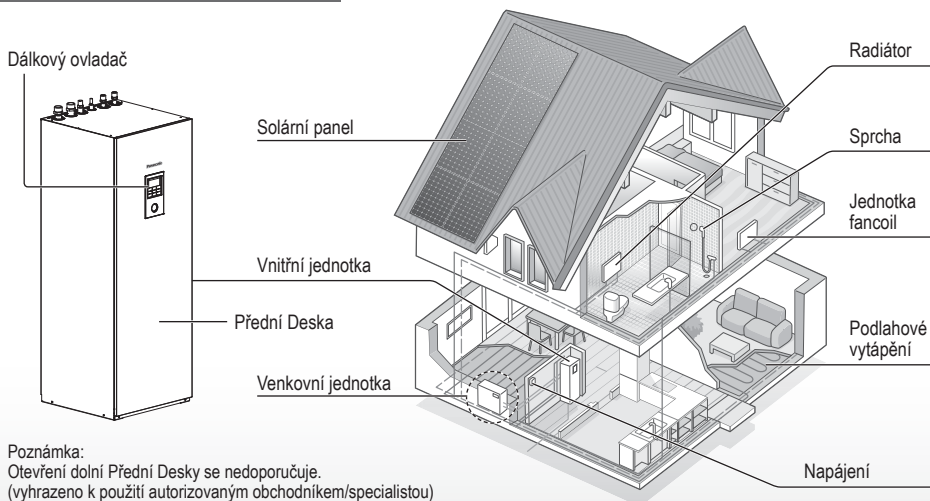 Dálkový ovladač
Solární panel
Vnitřní jednotka
Přední Deska
Venkovní jednotka
Radiátor
Sprcha
Jednotka
fancoil
Podlahové
vytápění
Napájení
Poznámka:
Otevření dolní Přední Desky se nedoporučuje.
(vyhrazeno k použití autorizovaným obchodníkem/specialistou)